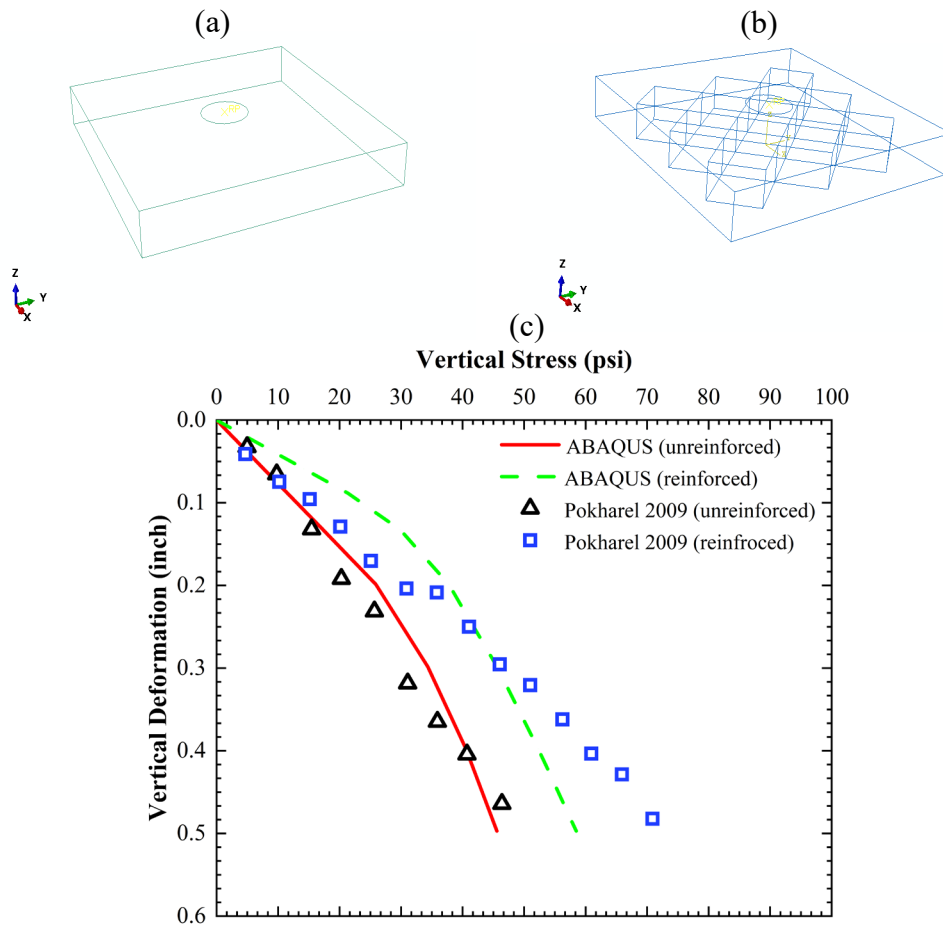 (a)
(b)
Z
Y
X
Z
Y
X
(c)
Vertical Stress (psi)
0 10 20 30 40 50 60 70 80 90 100
0.0
0.1
0.2
0.3
0.4
0.5
0.6
Vertical Deformation (inch)
ABAQUS (unreinforced)
ABAQUS (reinforced)
Pokharel 2009 (unreinforced)
Pokharel 2009 (reinfroced)